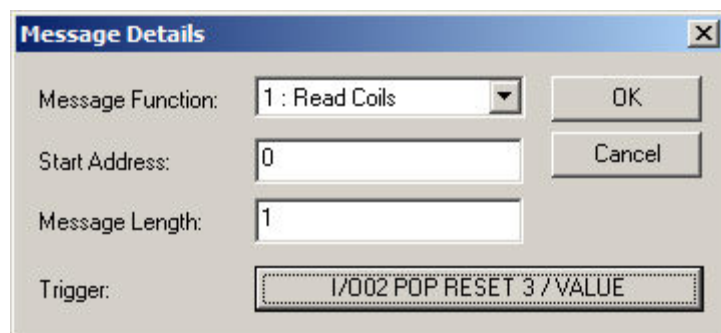 Message Details
Message Function: 1 : Read Coils OK
Start Address: 0 Cancel
Message Length: 1
Trigger: I/O02 POP RESET 3 / VALUE